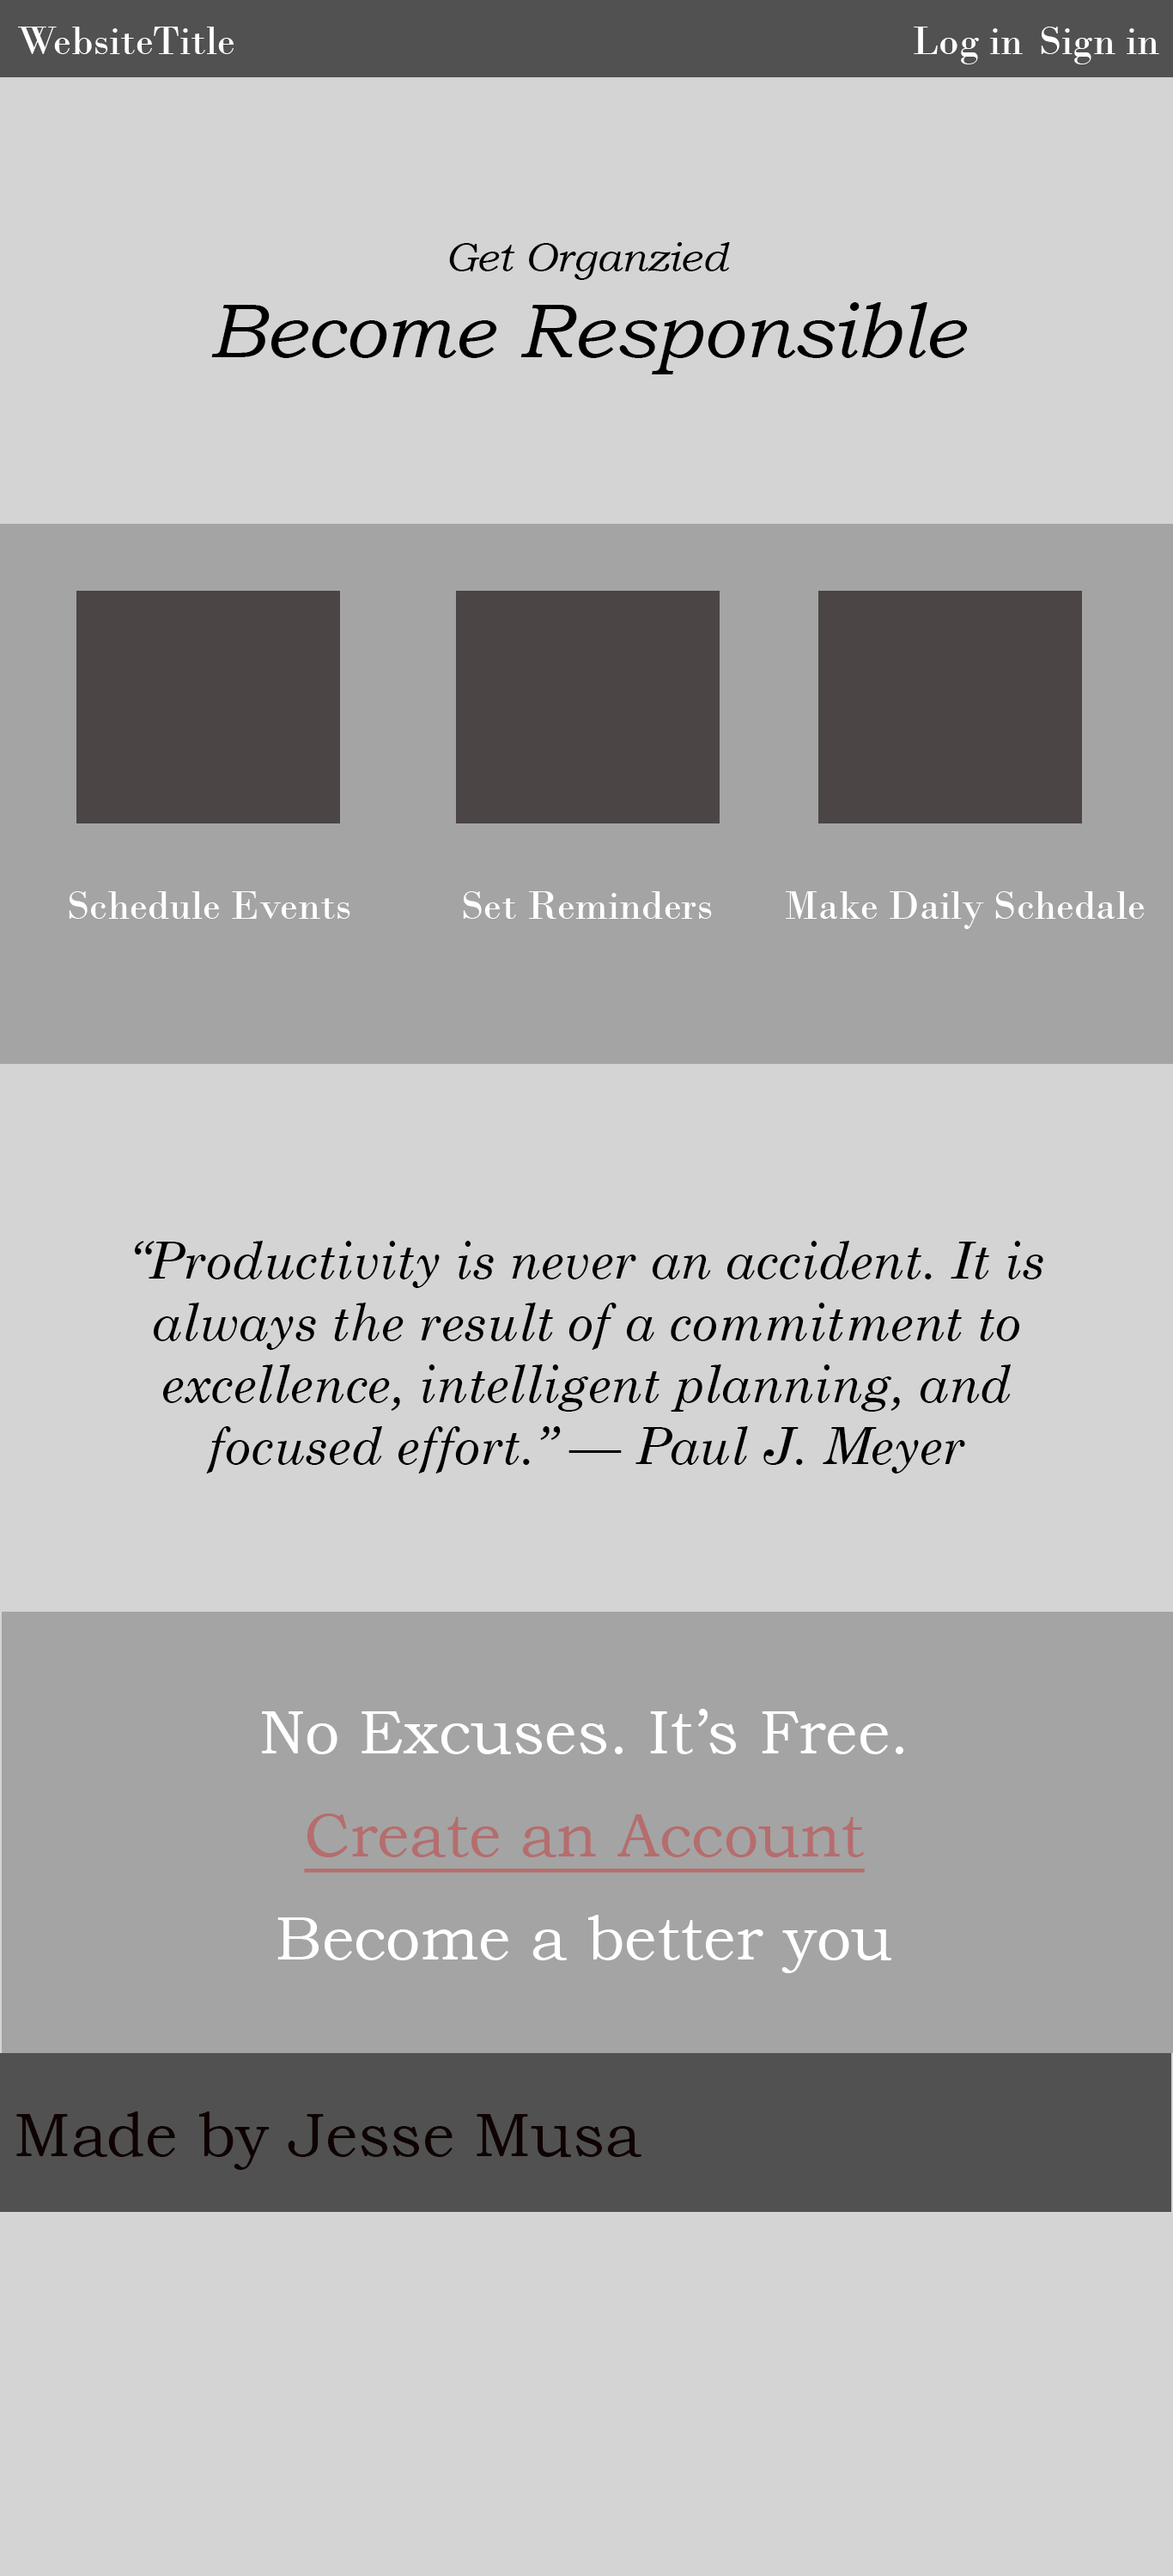 WebsiteTitle Log in Sign in
Get Organzied
Become Responsible
Schedule Events Set Reminders Make Daily Schedale
“Productivity is never an accident. It is
always the result of a commitment to
excellence, intelligent planning, and
focused effort.” — Paul J. Meyer
No Excuses. It’s Free.
Create an Account
Become a better you
Made by Jesse Musa